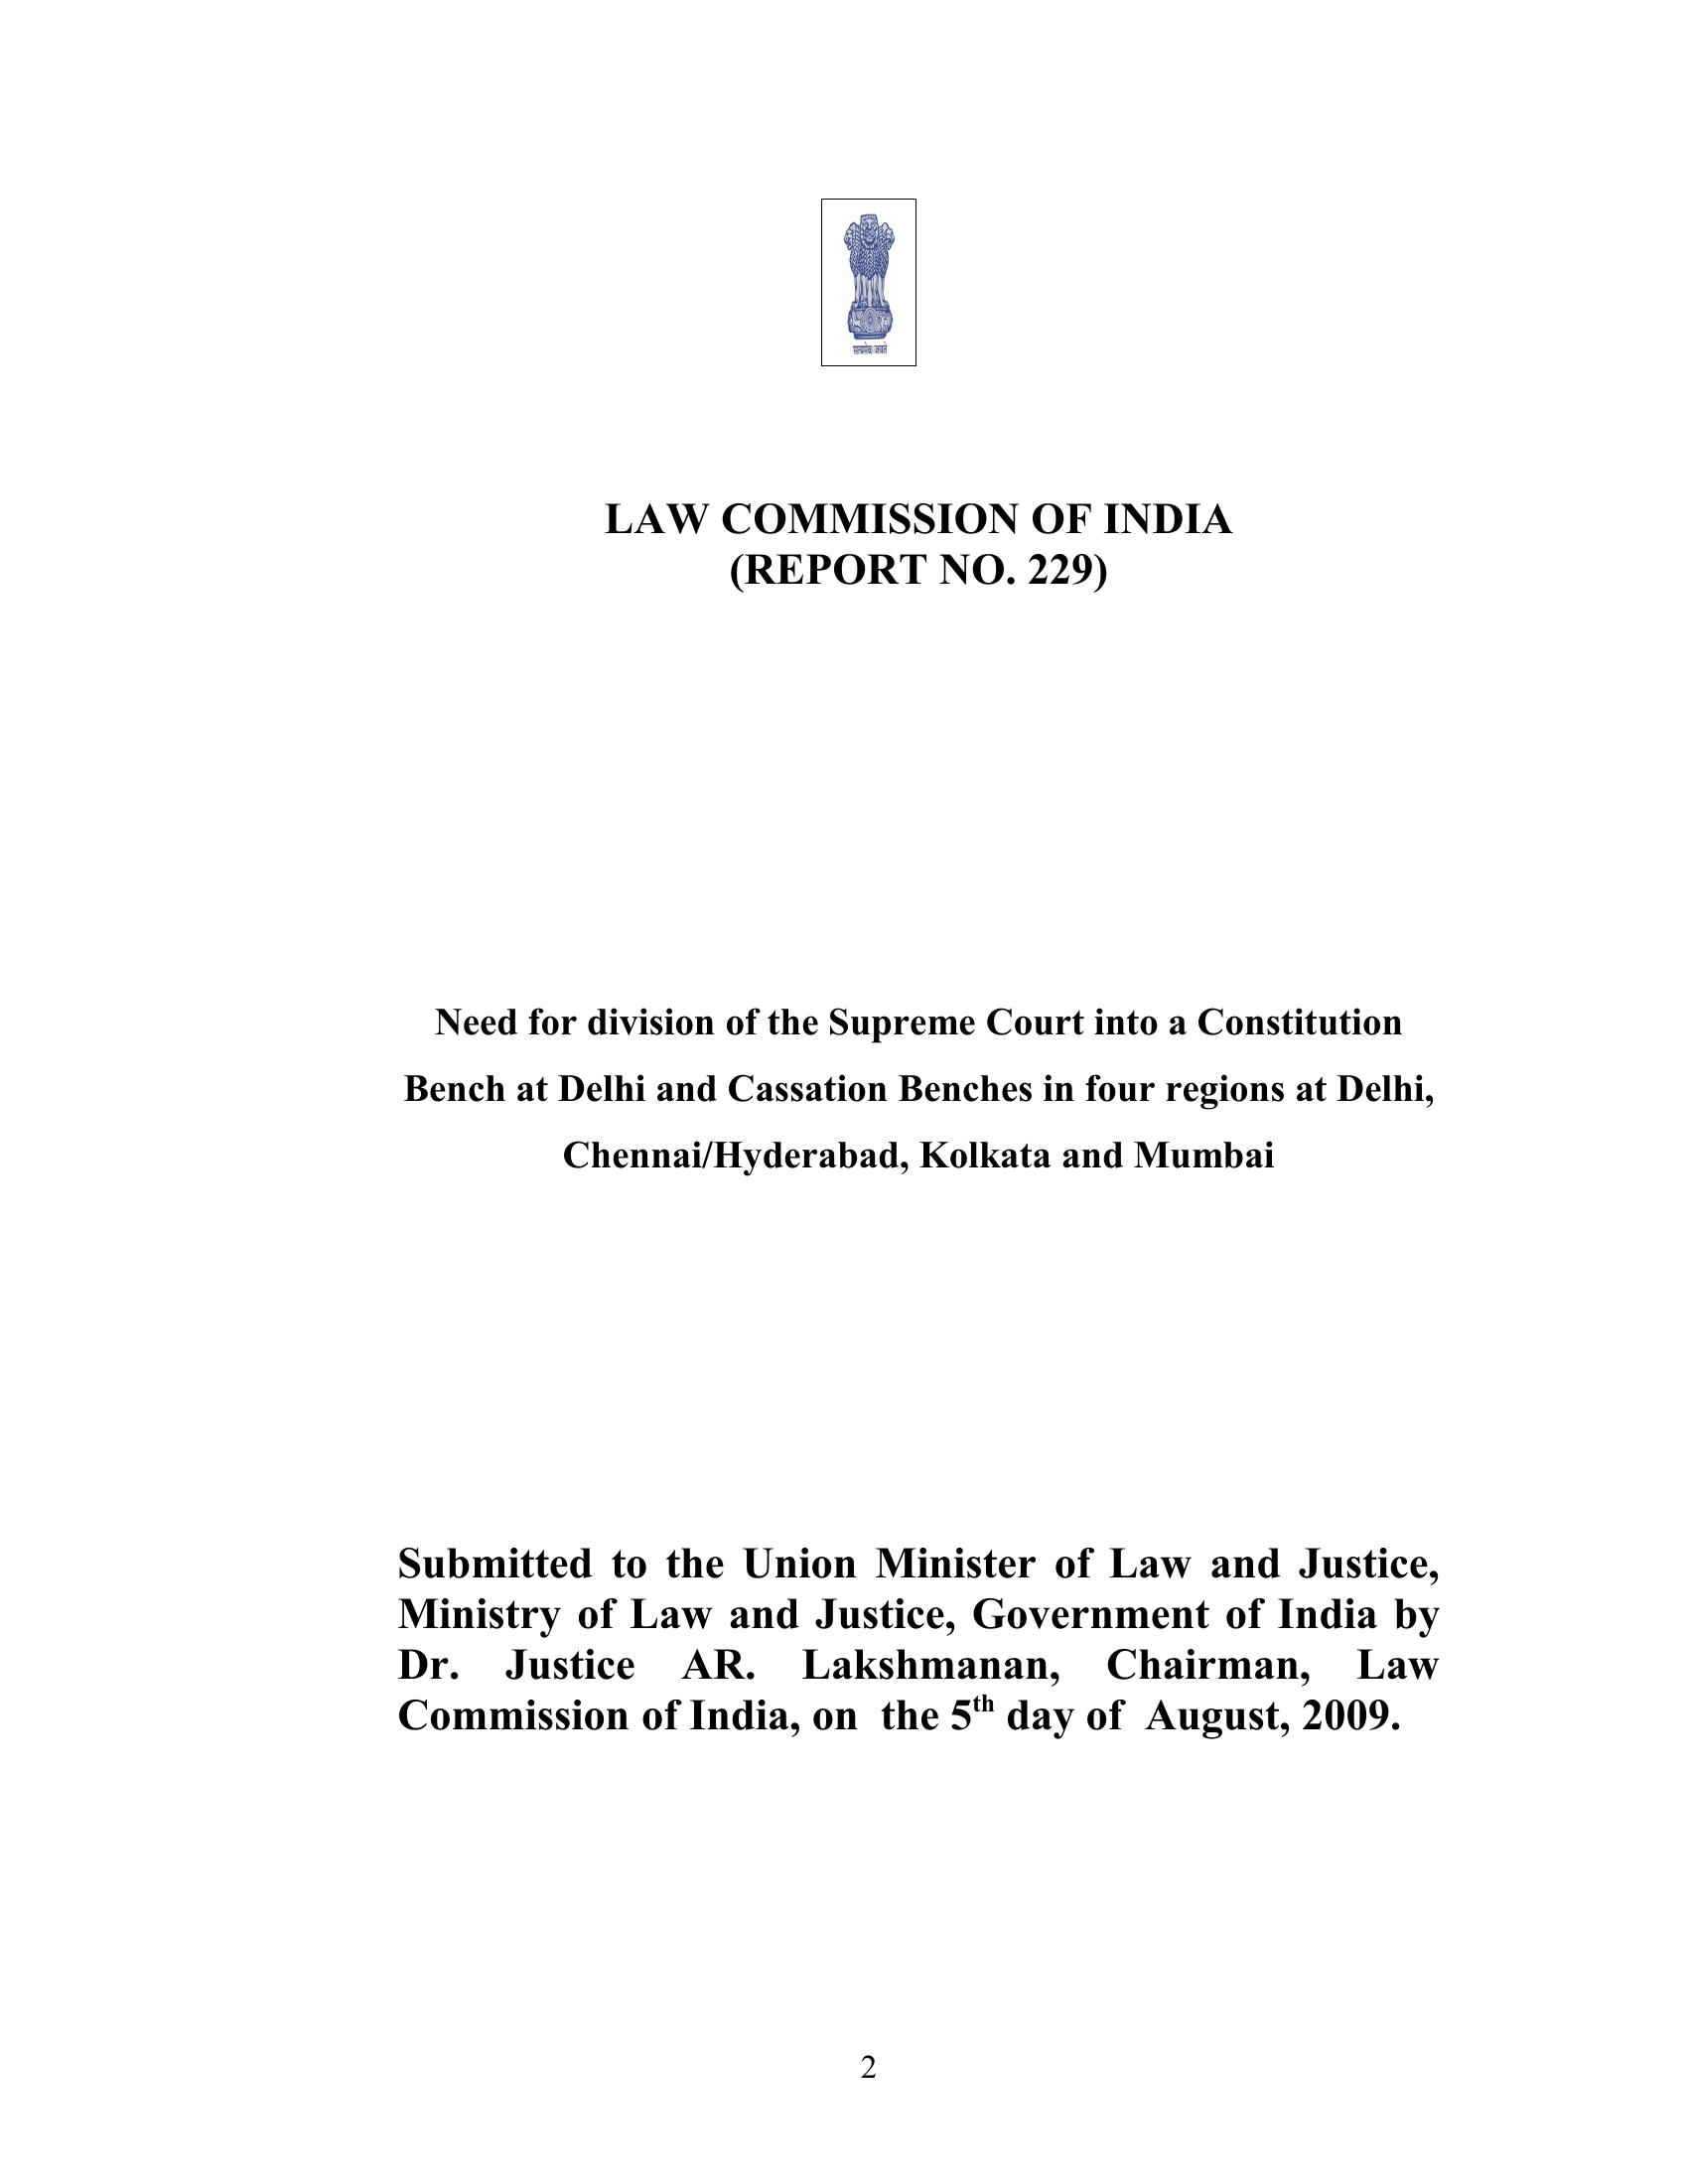 सत्यमेव जयते
LAW COMMISSION OF INDIA
(REPORT NO. 229)
Need for division of the Supreme Court into a Constitution
Bench at Delhi and Cassation Benches in four regions at Delhi,
Chennai/Hyderabad, Kolkata and Mumbai
Submitted to the Union Minister of Law and Justice,
Ministry of Law and Justice, Government of India by
Dr. Justice AR. Lakshmanan, Chairman, Law
Commission of India, on the 5th day of August, 2009.
2